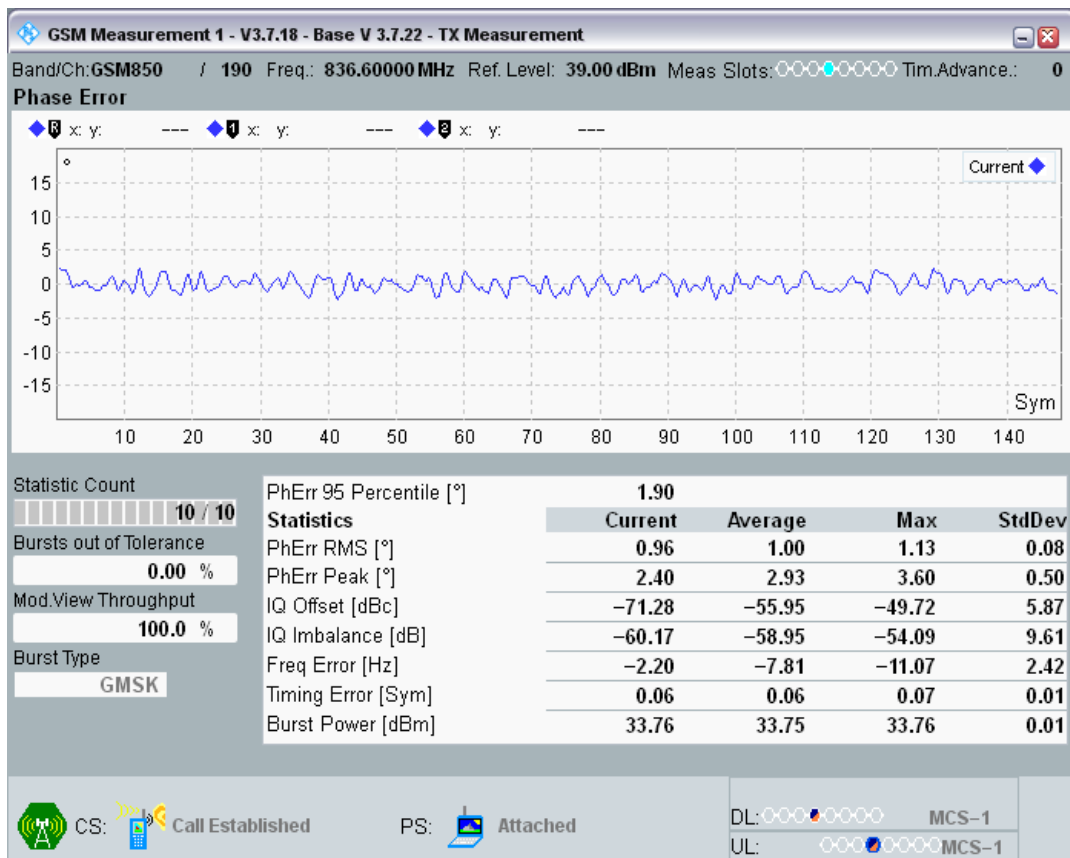 GSM Measurement 1 - V3.7.18 - Base V 3.7.22 - TX Measurement
Band/Ch:GSM850 / 190 Freq.: 836.60000 MHz Ref. Level: 39.00 dBm Meas Slots: Tim.Advance.: 0
Phase Error
R x: y: --- 1 x: y: --- 2 x: y: ---
°
Current
15
10
5
0
-5
-10
-15
Sym
10 20 30 40 50 60 70 80 90 100 110 120 130 140
Statistic Count
10 / 10
Bursts out of Tolerance
0.00 %
Mod.View Throughput
100.0 %
Burst Type
GMSK
PhErr 95 Percentile [°] 1.90
Statistics Current Average Max StdDev
PhErr RMS [°] 0.96 1.00 1.13 0.08
PhErr Peak [°] 2.40 2.93 3.60 0.50
IQ Offset [dBc] −71.28 −55.95 −49.72 5.87
IQ Imbalance [dB] −60.17 −58.95 −54.09 9.61
Freq Error [Hz] −2.20 −7.81 −11.07 2.42
Timing Error [Sym] 0.06 0.06 0.07 0.01
Burst Power [dBm] 33.76 33.75 33.76 0.01
CS: Call Established PS: Attached
DL: MCS−1
UL: MCS−1